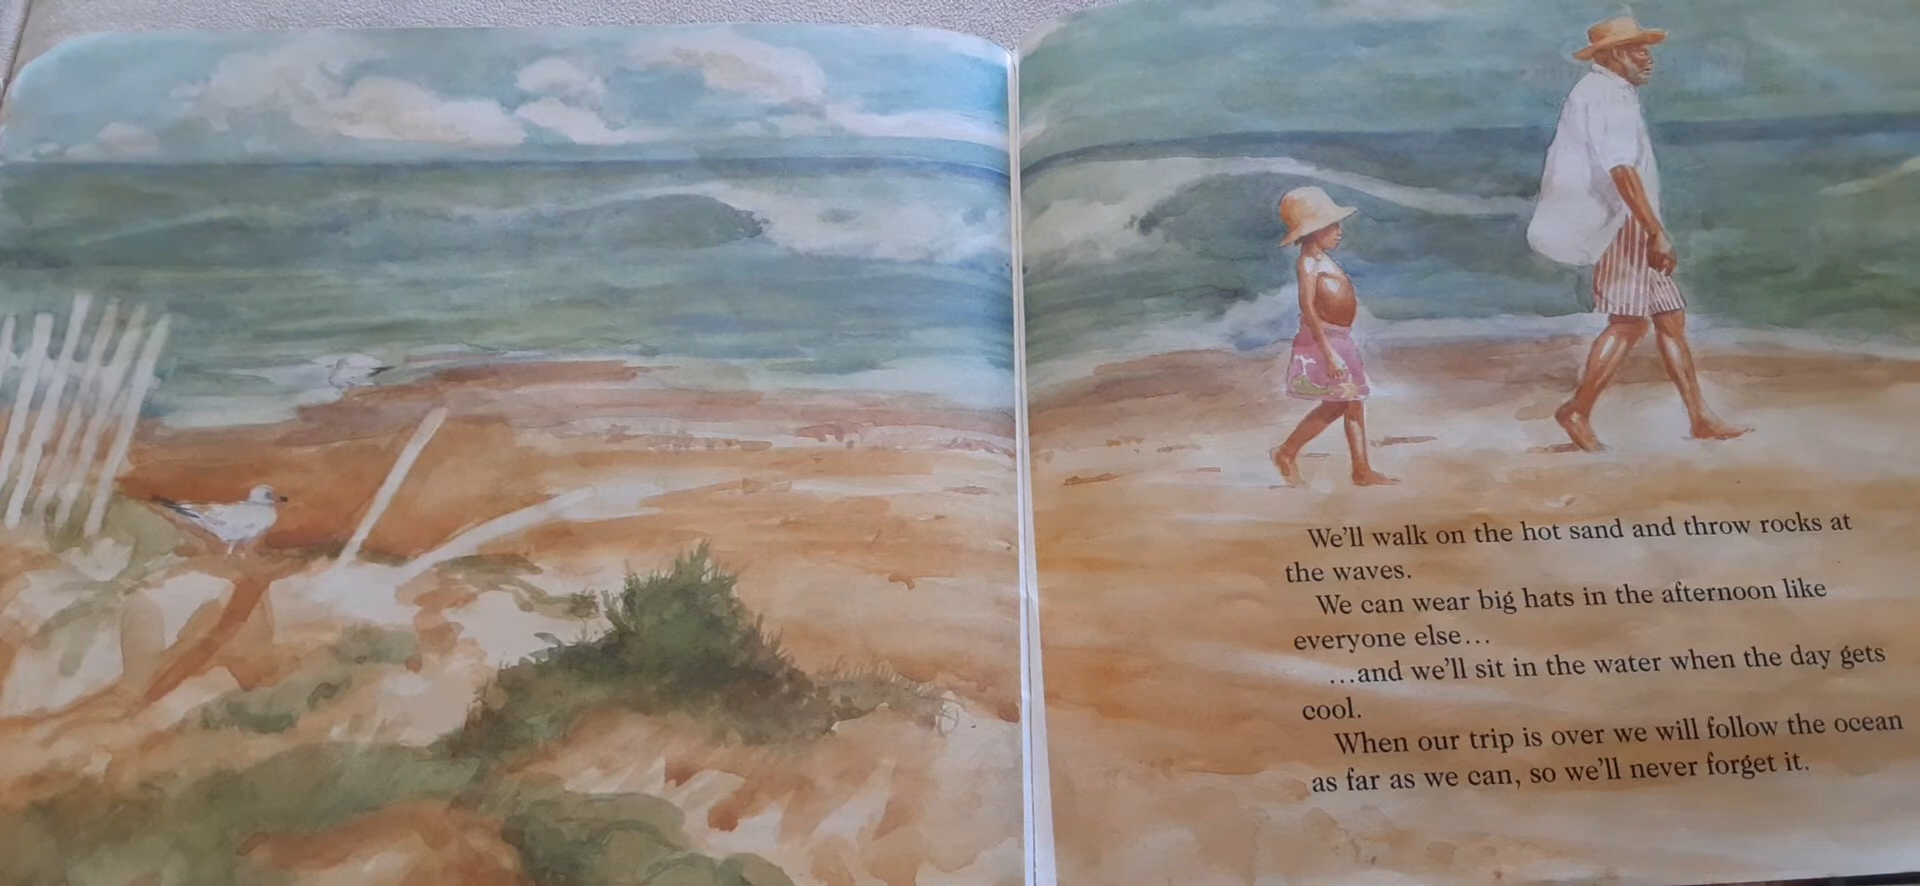 We'll walk on the hot sand and throw rocks at
the waves.
We can wear big hats in the afternoon like
everyone else...
...and we'll sit in the water when the day gets
cool.
When our trip is over we will follow the ocean
as far as we can, so we'll never forget it.